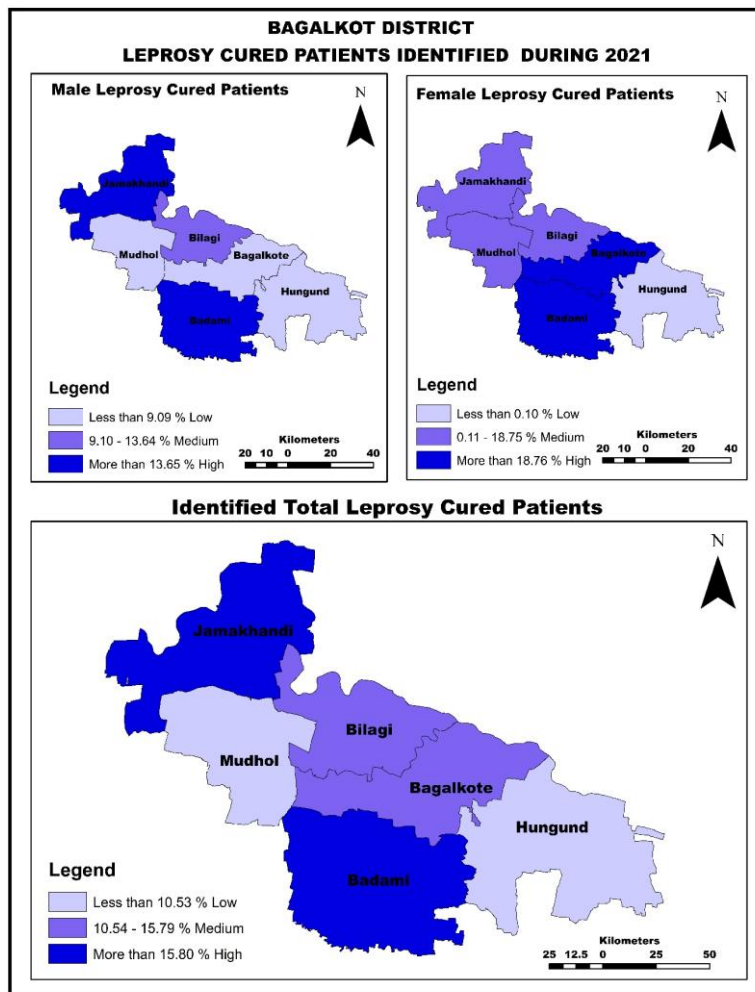 BAGALKOT DISTRICT
LEPROSY CURED PATIENTS IDENTIFIED DURING 2021
Male Leprosy Cured Patients
N
Jamakhandi
Mudhol
Bilagi
Bagalkote
Hungund
Badami
Legend
Less than 9.09 % Low
9.10 - 13.64 % Medium
More than 13.65 % High
Kilometers
20 10 0 20 40
Female Leprosy Cured Patients
N
Jamakhandi
Mudhol
Bilagi
Bagalkote
Hungund
Badami
Legend
Less than 0.10 % Low
0.11 - 18.75 % Medium
More than 18.76 % High
Kilometers
20 10 0 20 40
Identified Total Leprosy Cured Patients
N
Jamakhandi
Bilagi
Mudhol
Bagalkote
Hungund
Badami
Legend
Less than 10.53 % Low
10.54 - 15.79 % Medium
More than 15.80 % High
Kilometers
25 12.5 0 25 50